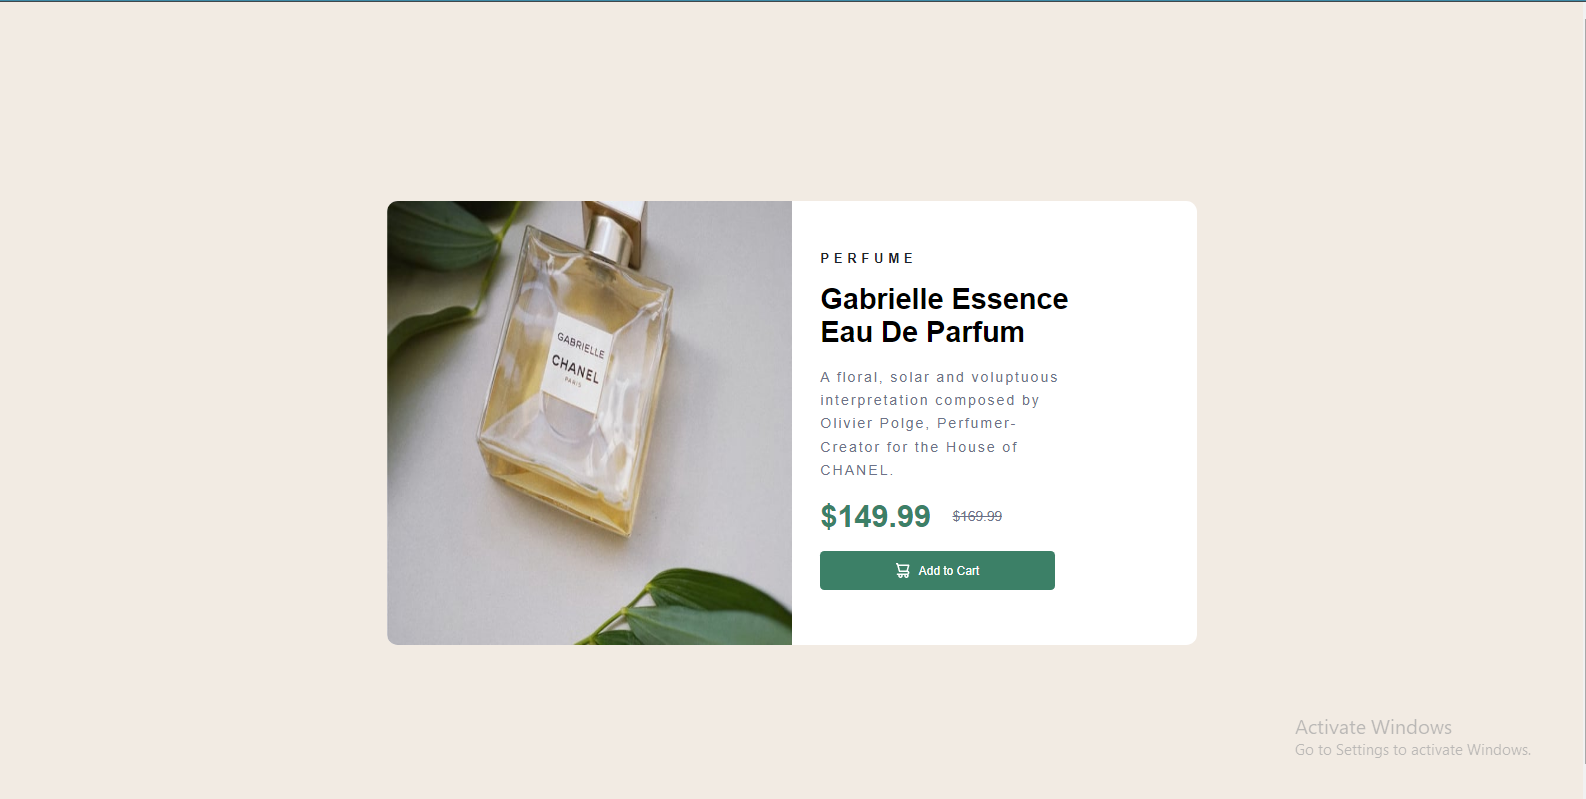 GABRIELLE
CHANEL
PARIS
PERFUME
Gabrielle Essence
Eau De Parfum
A floral, solar and voluptuous
interpretation composed by
Olivier Polge, Perfumer-
Creator for the House of
CHANEL.
$149.99 $169.99
Add to Cart
Activate Windows
Go to Settings to activate Windows.